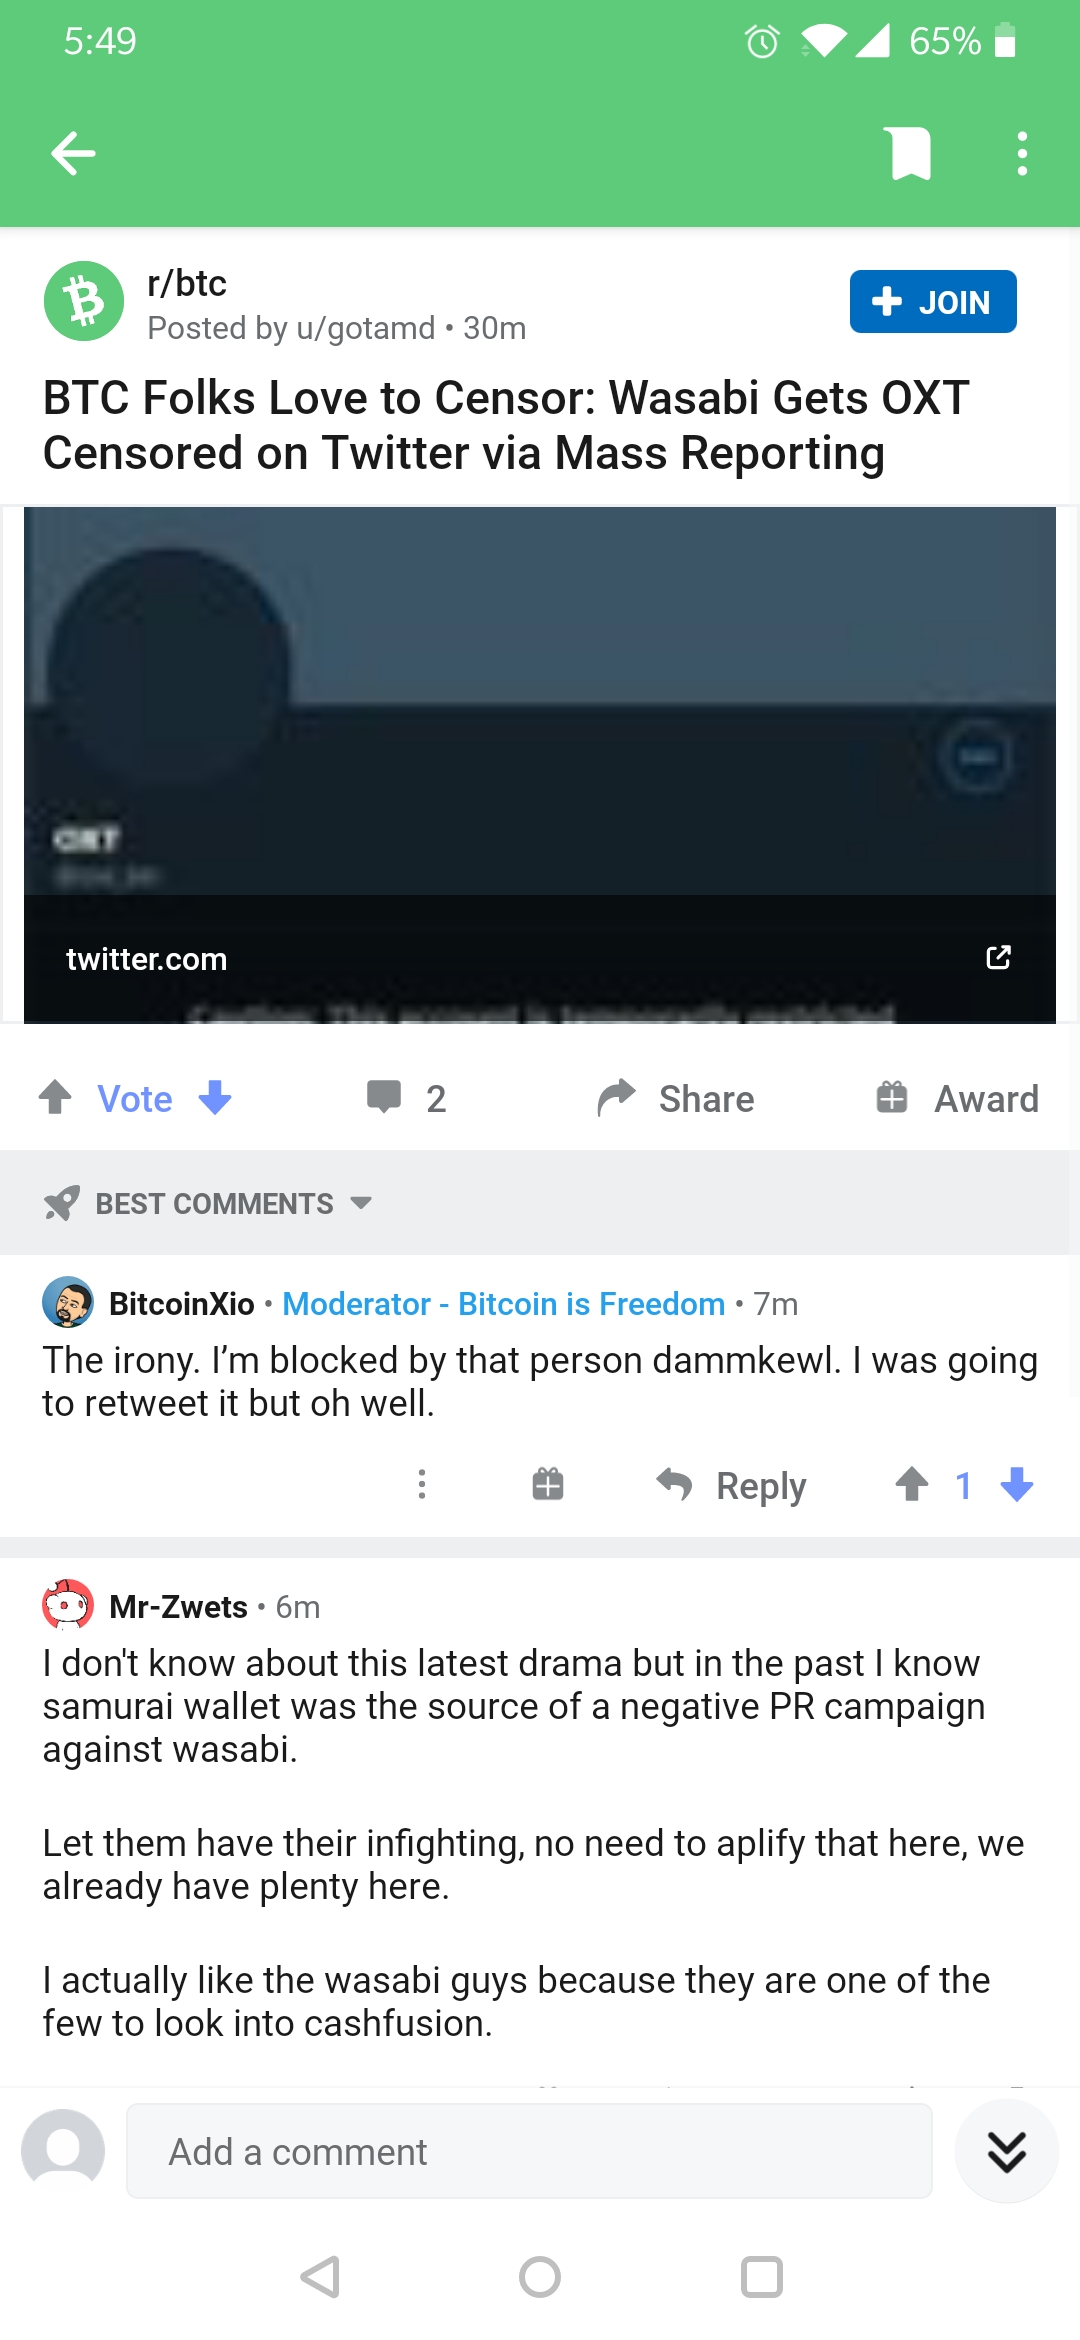 5:49
65%
r/btc
Posted by u/gotamd • 30m
JOIN
BTC Folks Love to Censor: Wasabi Gets OXT
Censored on Twitter via Mass Reporting
OXT
twitter.com
Caution: This account is temporarily restricted
Vote
2
Share
Award
BEST COMMENTS
BitcoinXio • Moderator - Bitcoin is Freedom • 7m
The irony. I’m blocked by that person dammkewl. I was going
to retweet it but oh well.
Reply
1
Mr-Zwets • 6m
I don't know about this latest drama but in the past I know
samurai wallet was the source of a negative PR campaign
against wasabi.
Let them have their infighting, no need to aplify that here, we
already have plenty here.
I actually like the wasabi guys because they are one of the
few to look into cashfusion.
Add a comment